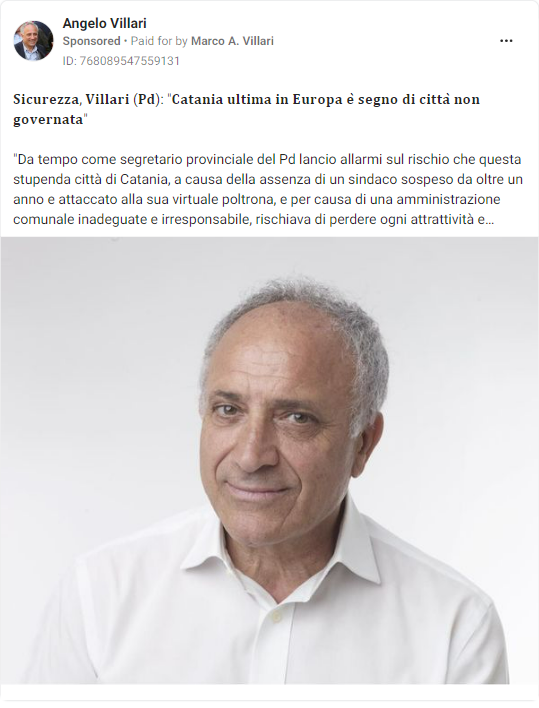 Angelo Villari
Sponsored • Paid for by Marco A. Villari
ID: 768089547559131
Sicurezza, Villari (Pd): "Catania ultima in Europa è segno di città non
governata"
"Da tempo come segretario provinciale del Pd lancio allarmi sul rischio che questa
stupenda città di Catania, a causa della assenza di un sindaco sospeso da oltre un
anno e attaccato alla sua virtuale poltrona, e per causa di una amministrazione
comunale inadeguata e irresponsabile, rischiava di perdere ogni attrattività e...